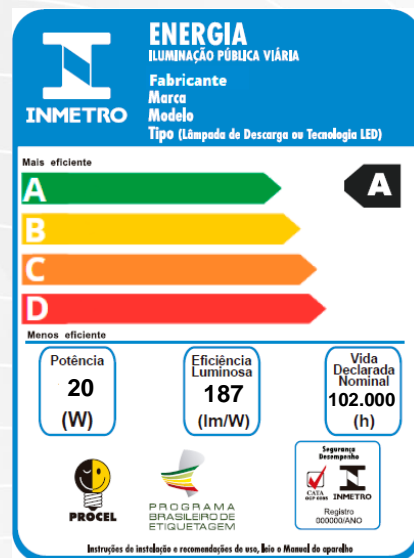 ENERGIA
ILUMINAÇÃO PÚBLICA VIÁRIA
INMETRO
Fabricante
Marca
Modelo
Tipo (Lâmpada de Descarga ou Tecnologia LED)
Mais eficiente
A
A
B
C
D
Menos eficiente
Potência
20
(W)
Eficiência
Luminosa
187
(lm/W)
Vida
Declarada
Nominal
102.000
(h)
PROCEL
PROGRAMA
BRASILEIRO DE
ETIQUETAGEM
Segurança
Desempenho
CATA
INMETRO
Registro
000000/ANO
Instruções de instalação e recomendações de uso, leia o Manual do aparelho